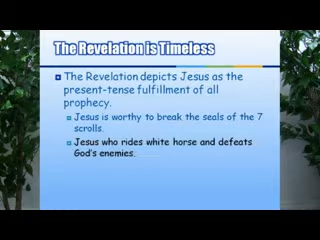 The Revelation is Timeless
The Revelation depicts Jesus as the
present-tense fulfillment of all
prophecy.
Jesus is worthy to break the seals of the 7
scrolls.
Jesus who rides white horse and defeats
God's enemies.